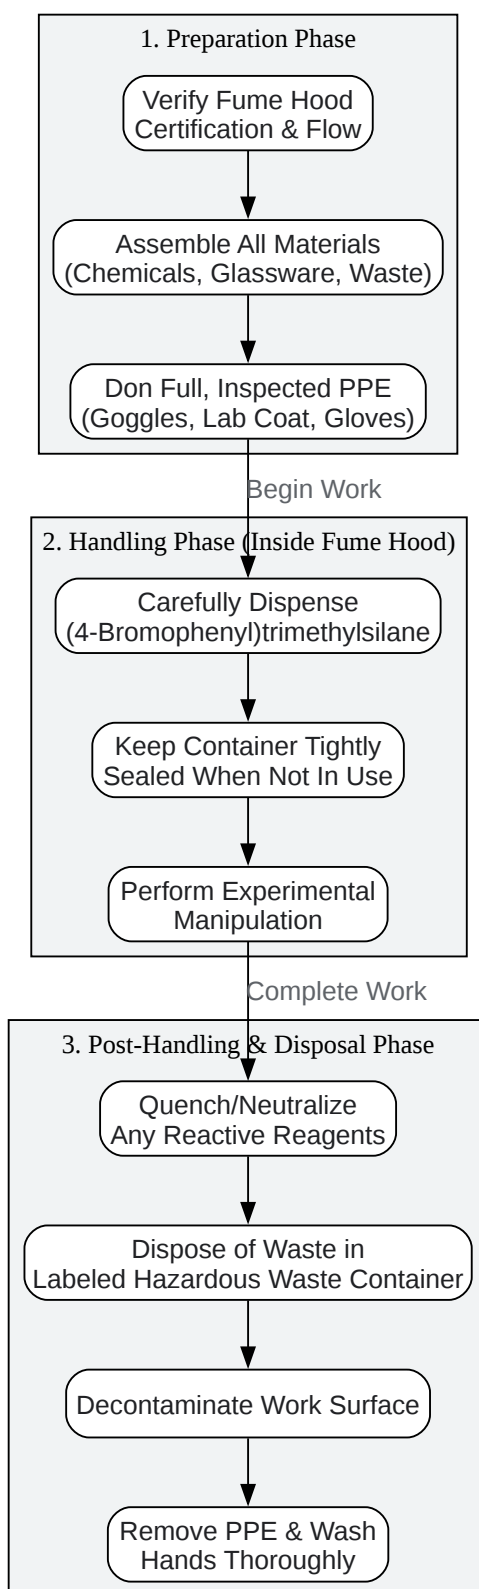 1. Preparation Phase
Verify Fume Hood
Certification & Flow
Assemble All Materials
(Chemicals, Glassware, Waste)
Don Full, Inspected PPE
(Goggles, Lab Coat, Gloves)
Begin Work
2. Handling Phase (Inside Fume Hood)
Carefully Dispense
(4-Bromophenyl)trimethylsilane
Keep Container Tightly
Sealed When Not In Use
Perform Experimental
Manipulation
Complete Work
3. Post-Handling & Disposal Phase
Quench/Neutralize
Any Reactive Reagents
Dispose of Waste in
Labeled Hazardous Waste Container
Decontaminate Work Surface
Remove PPE & Wash
Hands Thoroughly